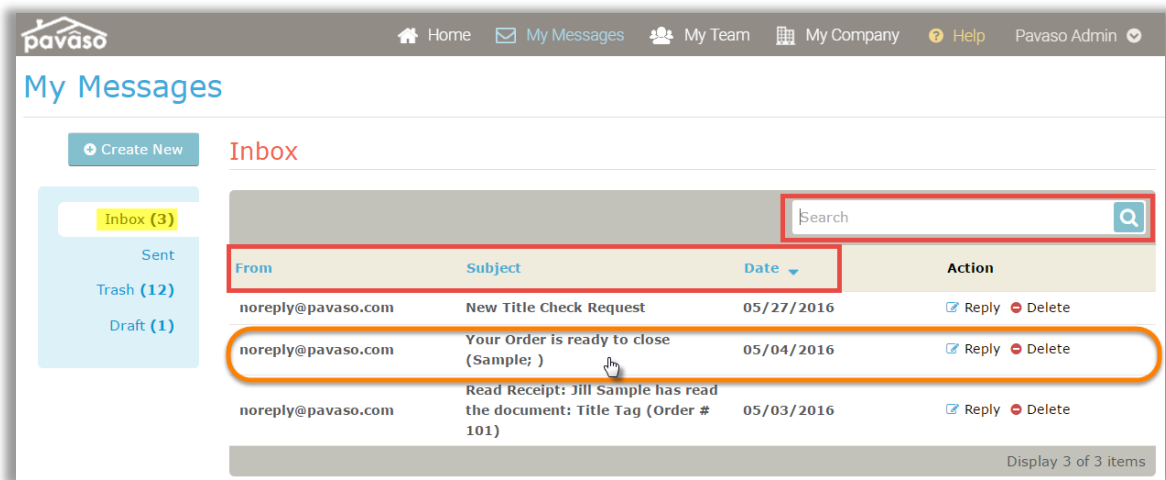 pavaso Home My Messages My Team My Company ? Help Pavaso Admin
My Messages
Create New
Inbox (3)
Sent
Trash (12)
Draft (1)
Inbox
Search
From Subject Date Action
noreply@pavaso.com New Title Check Request 05/27/2016 Reply Delete
Your Order is ready to close
noreply@pavaso.com (Sample; ) 05/04/2016 Reply Delete
Read Receipt: Jill Sample has read
noreply@pavaso.com the document: Title Tag (Order # 05/03/2016 Reply Delete
101)
Display 3 of 3 items